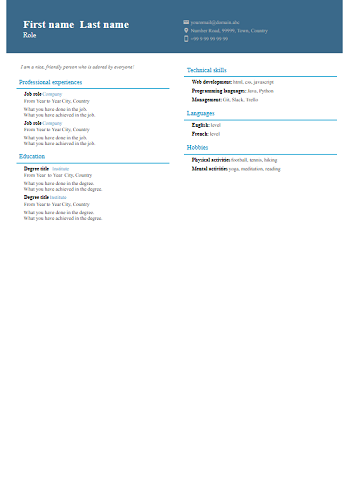 First name Last name
Role
youremail@domain.abc
Number Road, 99999, Town, Country
+99 9 99 99 99 99
I am a nice, friendly person who is adored by everyone!
Professional experiences
Job role Company
From Year to Year City, Country
What you have done in the job.
What you have achieved in the job.
Job role Company
From Year to Year City, Country
What you have done in the job.
What you have achieved in the job.
Education
Degree title Institute
From Year to Year City, Country
What you have done in the degree.
What you have achieved in the degree.
Degree title Institute
From Year to Year City, Country
What you have done in the degree.
What you have achieved in the degree.
Technical skills
Web development: html, css, javascript
Programming languages: Java, Python
Management: Git, Slack, Trello
Languages
English: level
French: level
Hobbies
Physical activities football, tennis, hiking
Mental activities yoga, meditation, reading